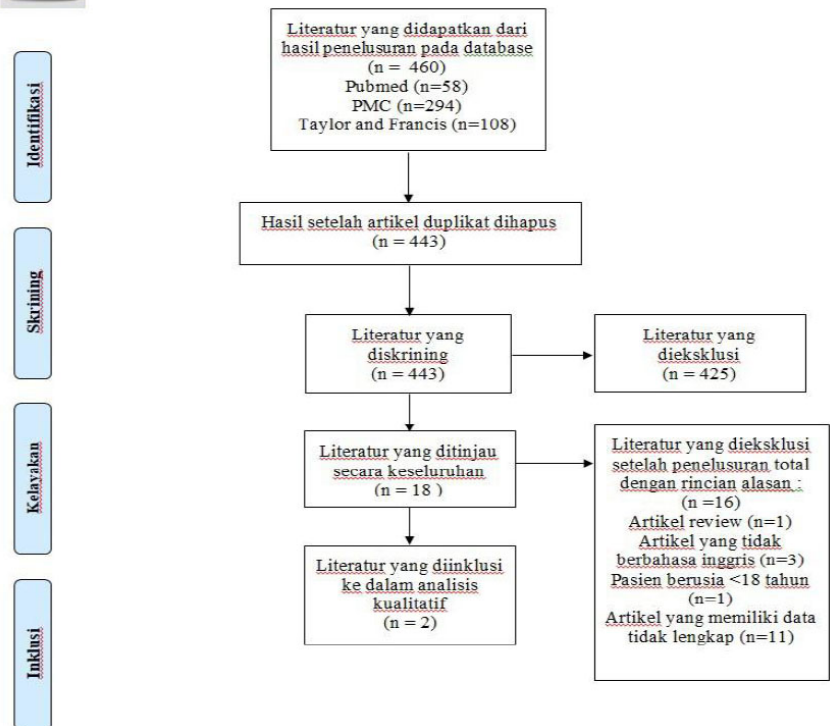 Identifikasi
Skrining
Kelayakan
Inklusi
Literatur yang didapatkan dari
hasil penelusuran pada database
(n = 460)
Pubmed (n=58)
PMC (n=294)
Taylor and Francis (n=108)
Hasil setelah artikel duplikat dihapus
(n = 443)
Literatur yang
diskrining
(n = 443)
Literatur yang
dieksklusi
(n = 425)
Literatur yang ditinjau
secara keseluruhan
(n = 18 )
Literatur yang dieksklusi
setelah penelusuran total
dengan rincian alasan :
(n =16)
Artikel review (n=1)
Artikel yang tidak
berbahasa inggris (n=3)
Pasien berusia <18 tahun
(n=1)
Artikel yang memiliki data
tidak lengkap (n=11)
Literatur yang diinklusi
ke dalam analisis
kualitatif
(n = 2)